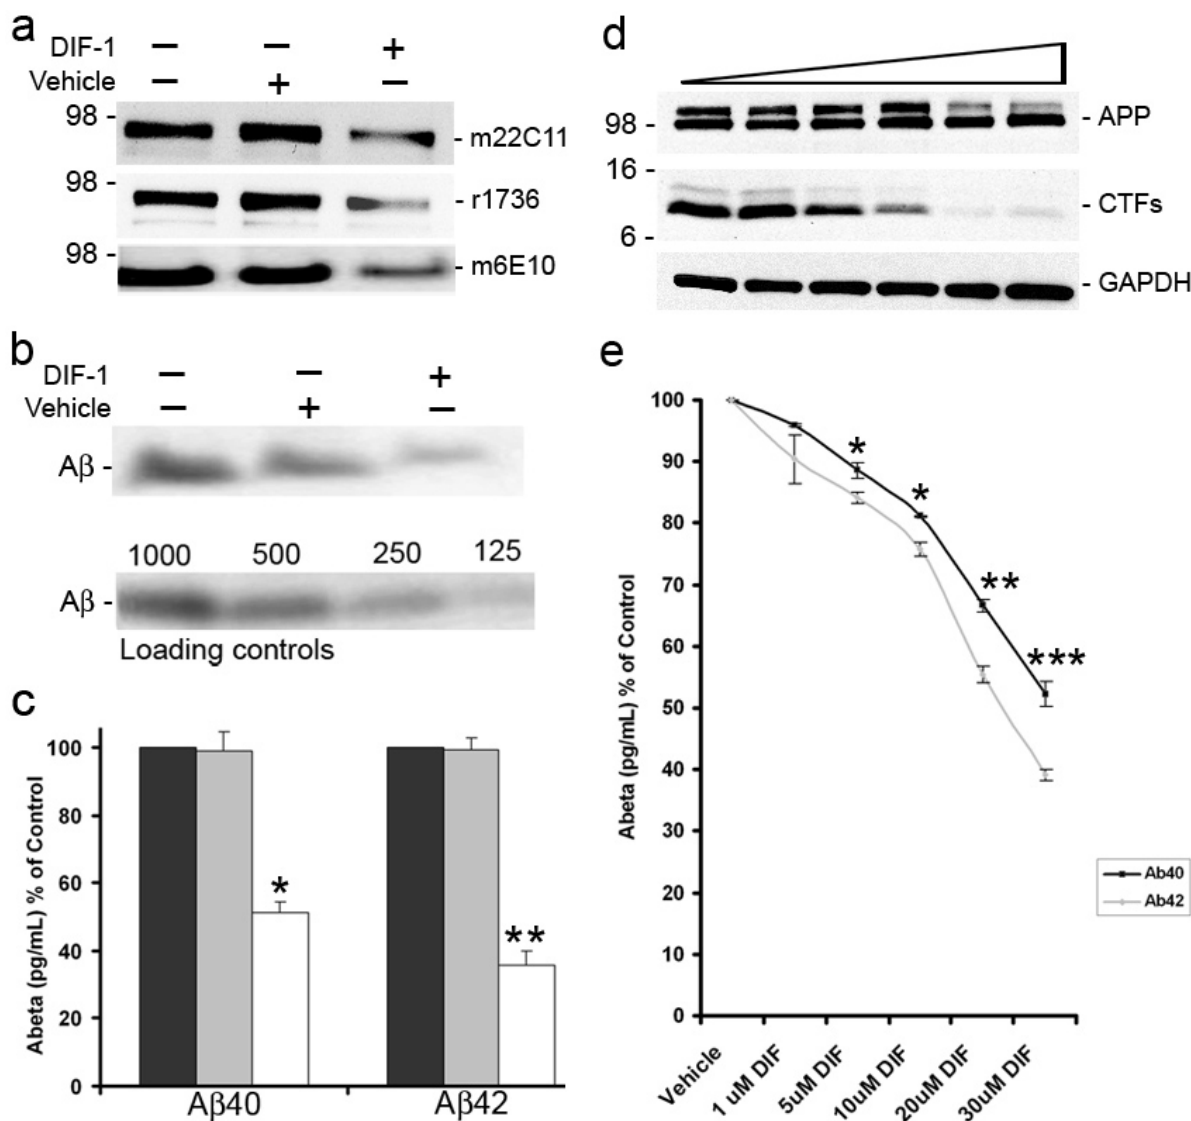 a
DIF-1 − − +
Vehicle − + −
98 -
- m22C11
98 -
- r1736
98 -
- m6E10
b
DIF-1 − − +
Vehicle − + −
Aβ -
1000 500 250 125
Aβ -
Loading controls
c
Abeta (pg/mL) % of Control
100
80
60
40
20
0
*
**
Aβ40 Aβ42
d
98 -
- APP
16 -
- CTFs
6 -
- GAPDH
e
Abeta (pg/mL) % of Control
100
90
80
70
60
50
40
30
20
10
0
*
*
**
***
Vehicle
1 uM DIF
5uM DIF
10uM DIF
20uM DIF
30uM DIF
Ab40
Ab42